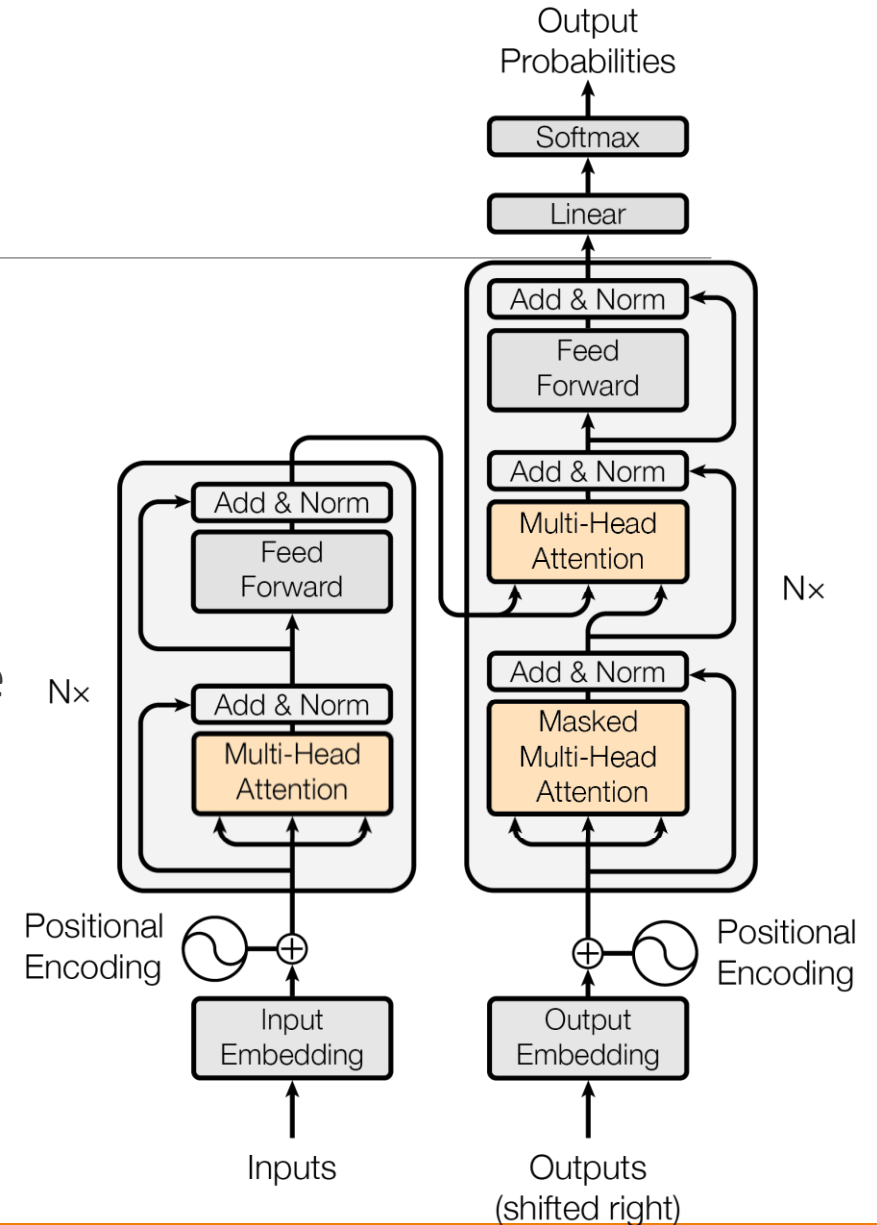 Output
Probabilities
Softmax
Linear
Add & Norm
Feed
Forward
Add & Norm
Multi-Head
Attention
Nx
Add & Norm
Masked
Multi-Head
Attention
Add & Norm
Feed
Forward
Nx
Add & Norm
Multi-Head
Attention
Positional
Encoding
Positional
Encoding
Input
Embedding
Output
Embedding
Inputs
Outputs
(shifted right)
e